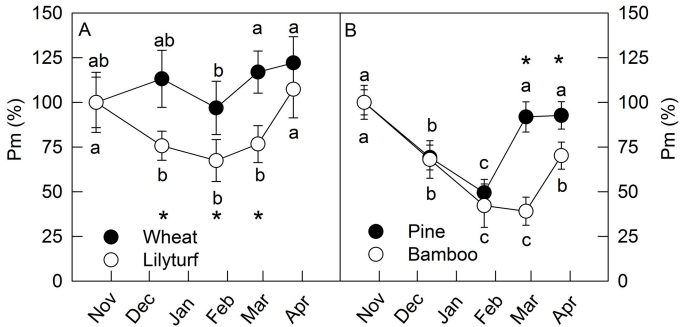 150 A ab ab a a B 150
125 b a * * 125
b a a
100 100
Pm (%) Pm (%)
75 a c b 75
b b a b b
50 b 50
* * * c c
25 Wheat Pine 25
Lilyturf Bamboo
0 0
Nov Dec Jan Feb Mar Apr Nov Dec Jan Feb Mar Apr